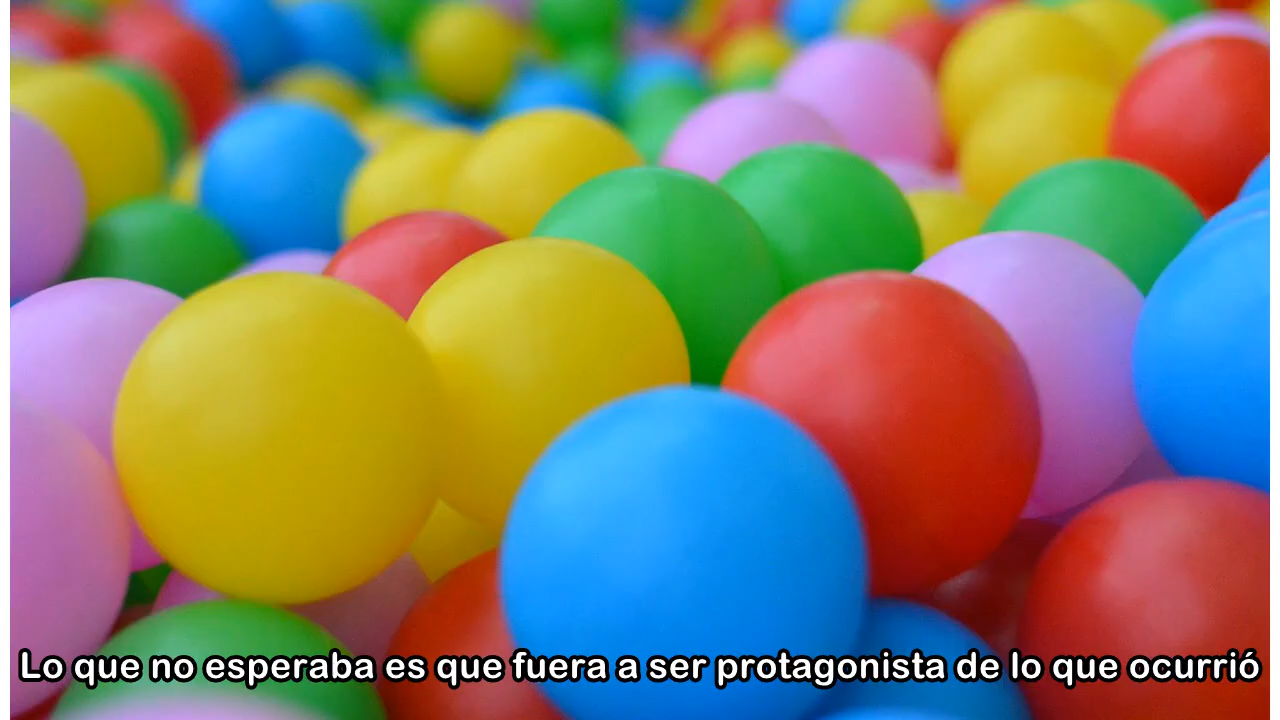 Lo que no esperaba es que fuera a ser protagonista de lo que ocurrió